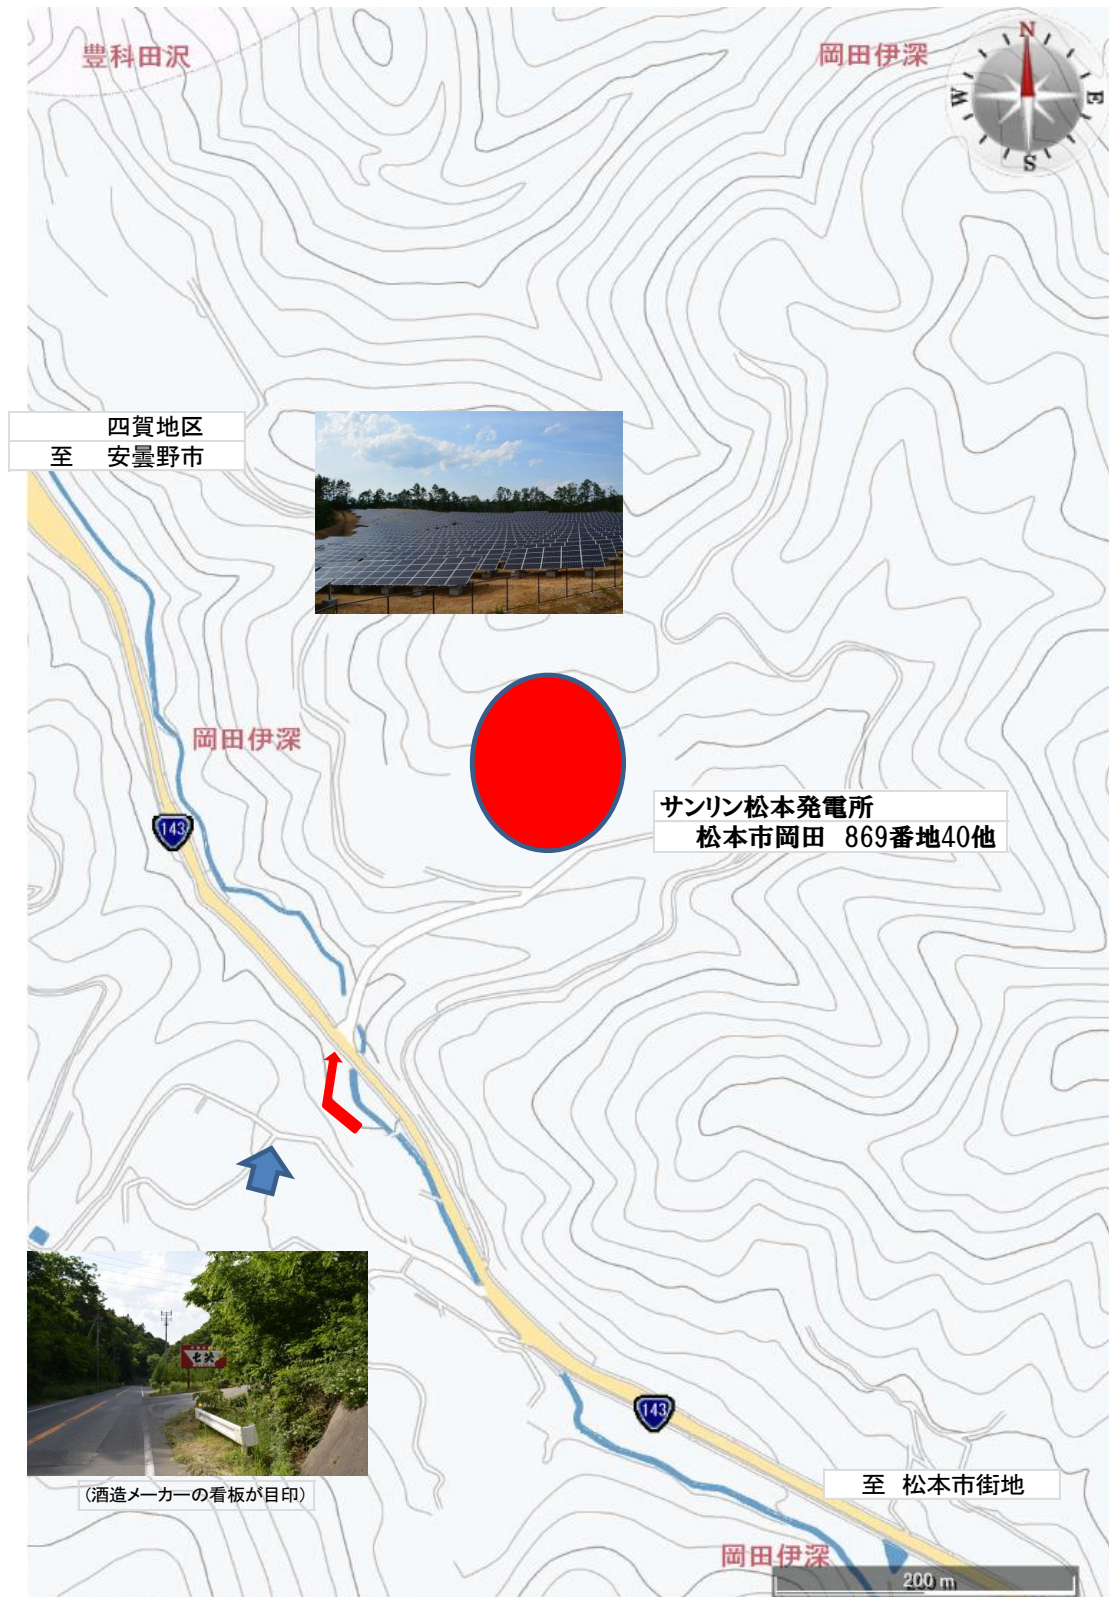 豊科田沢
岡田伊深
N
W
E
S
四賀地区
至 安曇野市
岡田伊深
143
サンリン松本発電所
松本市岡田 869番地40他
七笑
(酒造メーカーの看板が目印)
143
至 松本市街地
岡田伊深
200 m